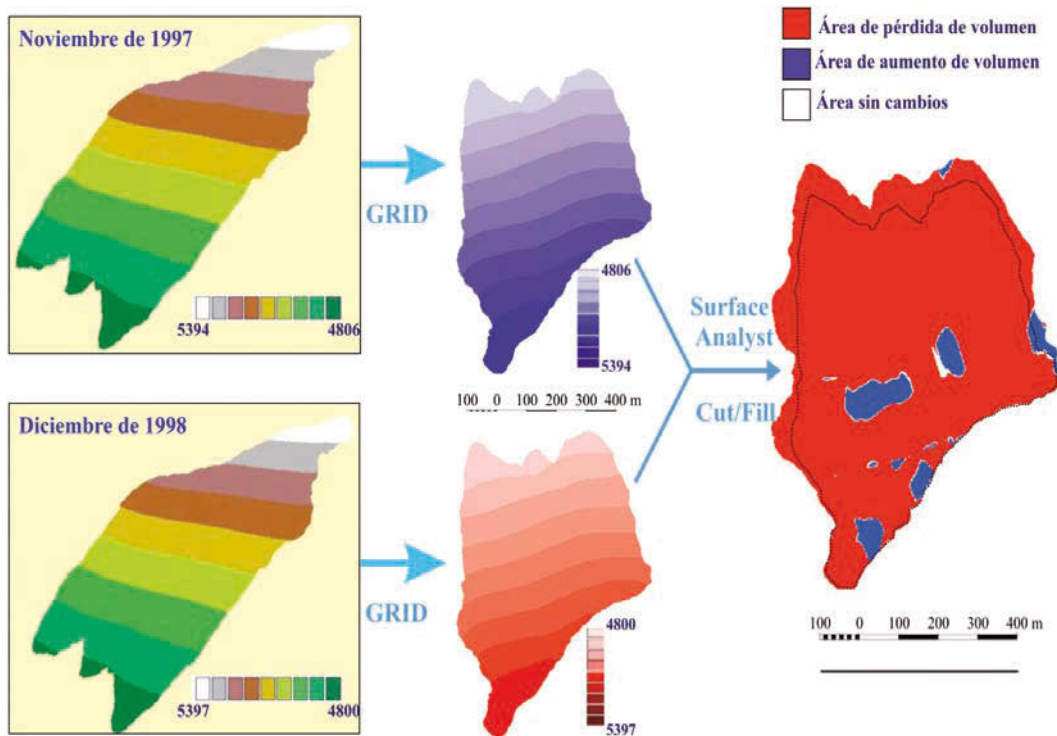 Noviembre de 1997
5394
4806
GRID
4806
5394
100 0 100 200 300 400 m
Diciembre de 1998
5397
4800
GRID
4800
5397
Surface
Analyst
Cut/Fill
Área de pérdida de volumen
Área de aumento de volumen
Área sin cambios
100 0 100 200 300 400 m